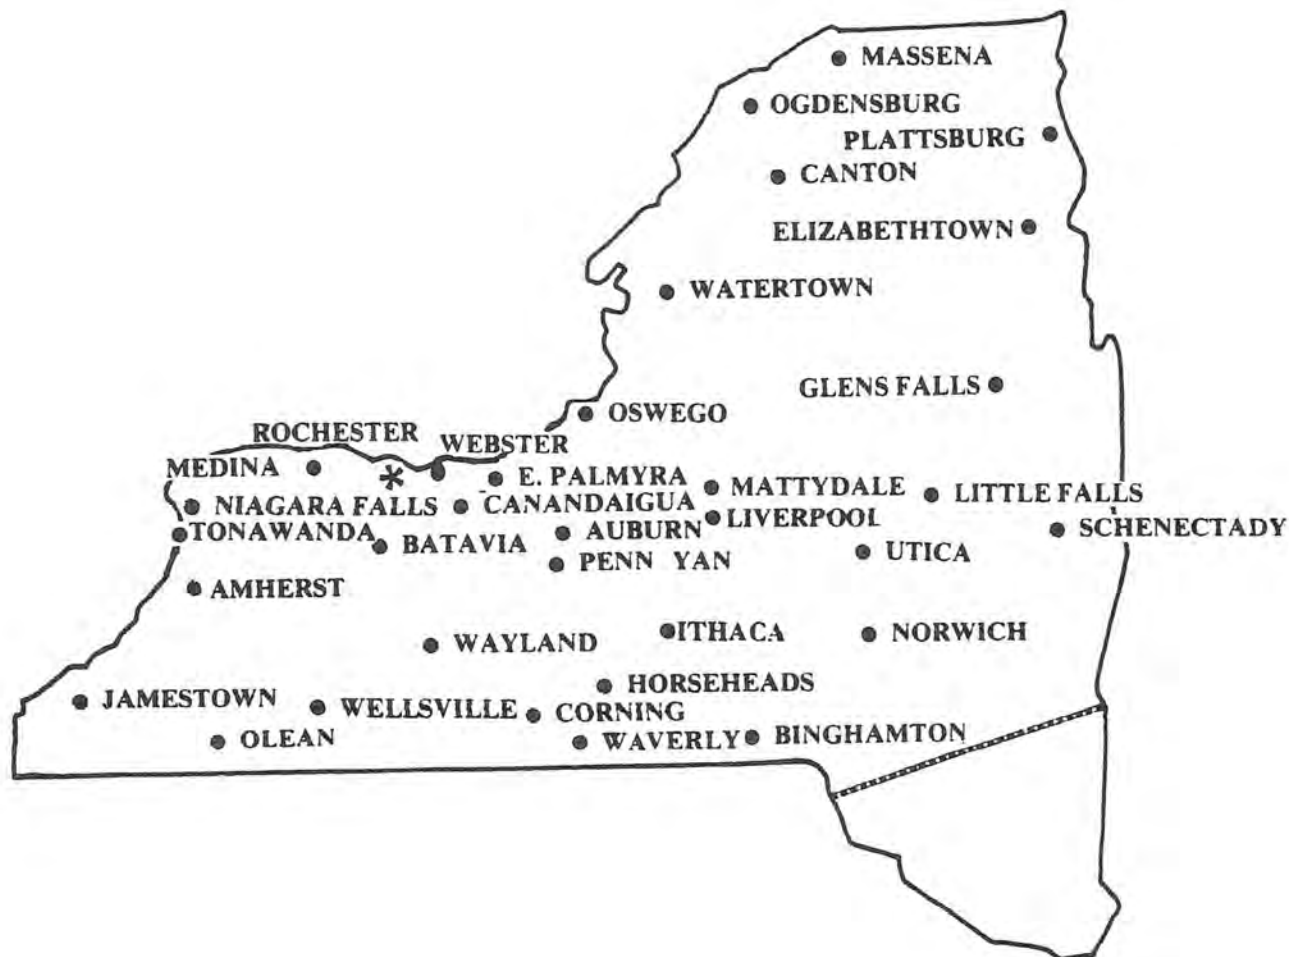 MASSENA
OGDENSBURG
PLATTSBURG
CANTON
ELIZABETHTOWN
WATERTOWN
GLENS FALLS
OSWEGO
ROCHESTER
WEBSTER
MEDINA
*
E. PALMYRA
MATTYDALE
LITTLE FALLS
NIAGARA FALLS
CANANDAIGUA
LIVERPOOL
SCHENECTADY
TONAWANDA
BATAVIA
AUBURN
UTICA
PENN YAN
AMHERST
WAYLAND
ITHACA
NORWICH
HORSEHEADS
JAMESTOWN
WELLSVILLE
CORNING
OLEAN
WAVERLY
BINGHAMTON